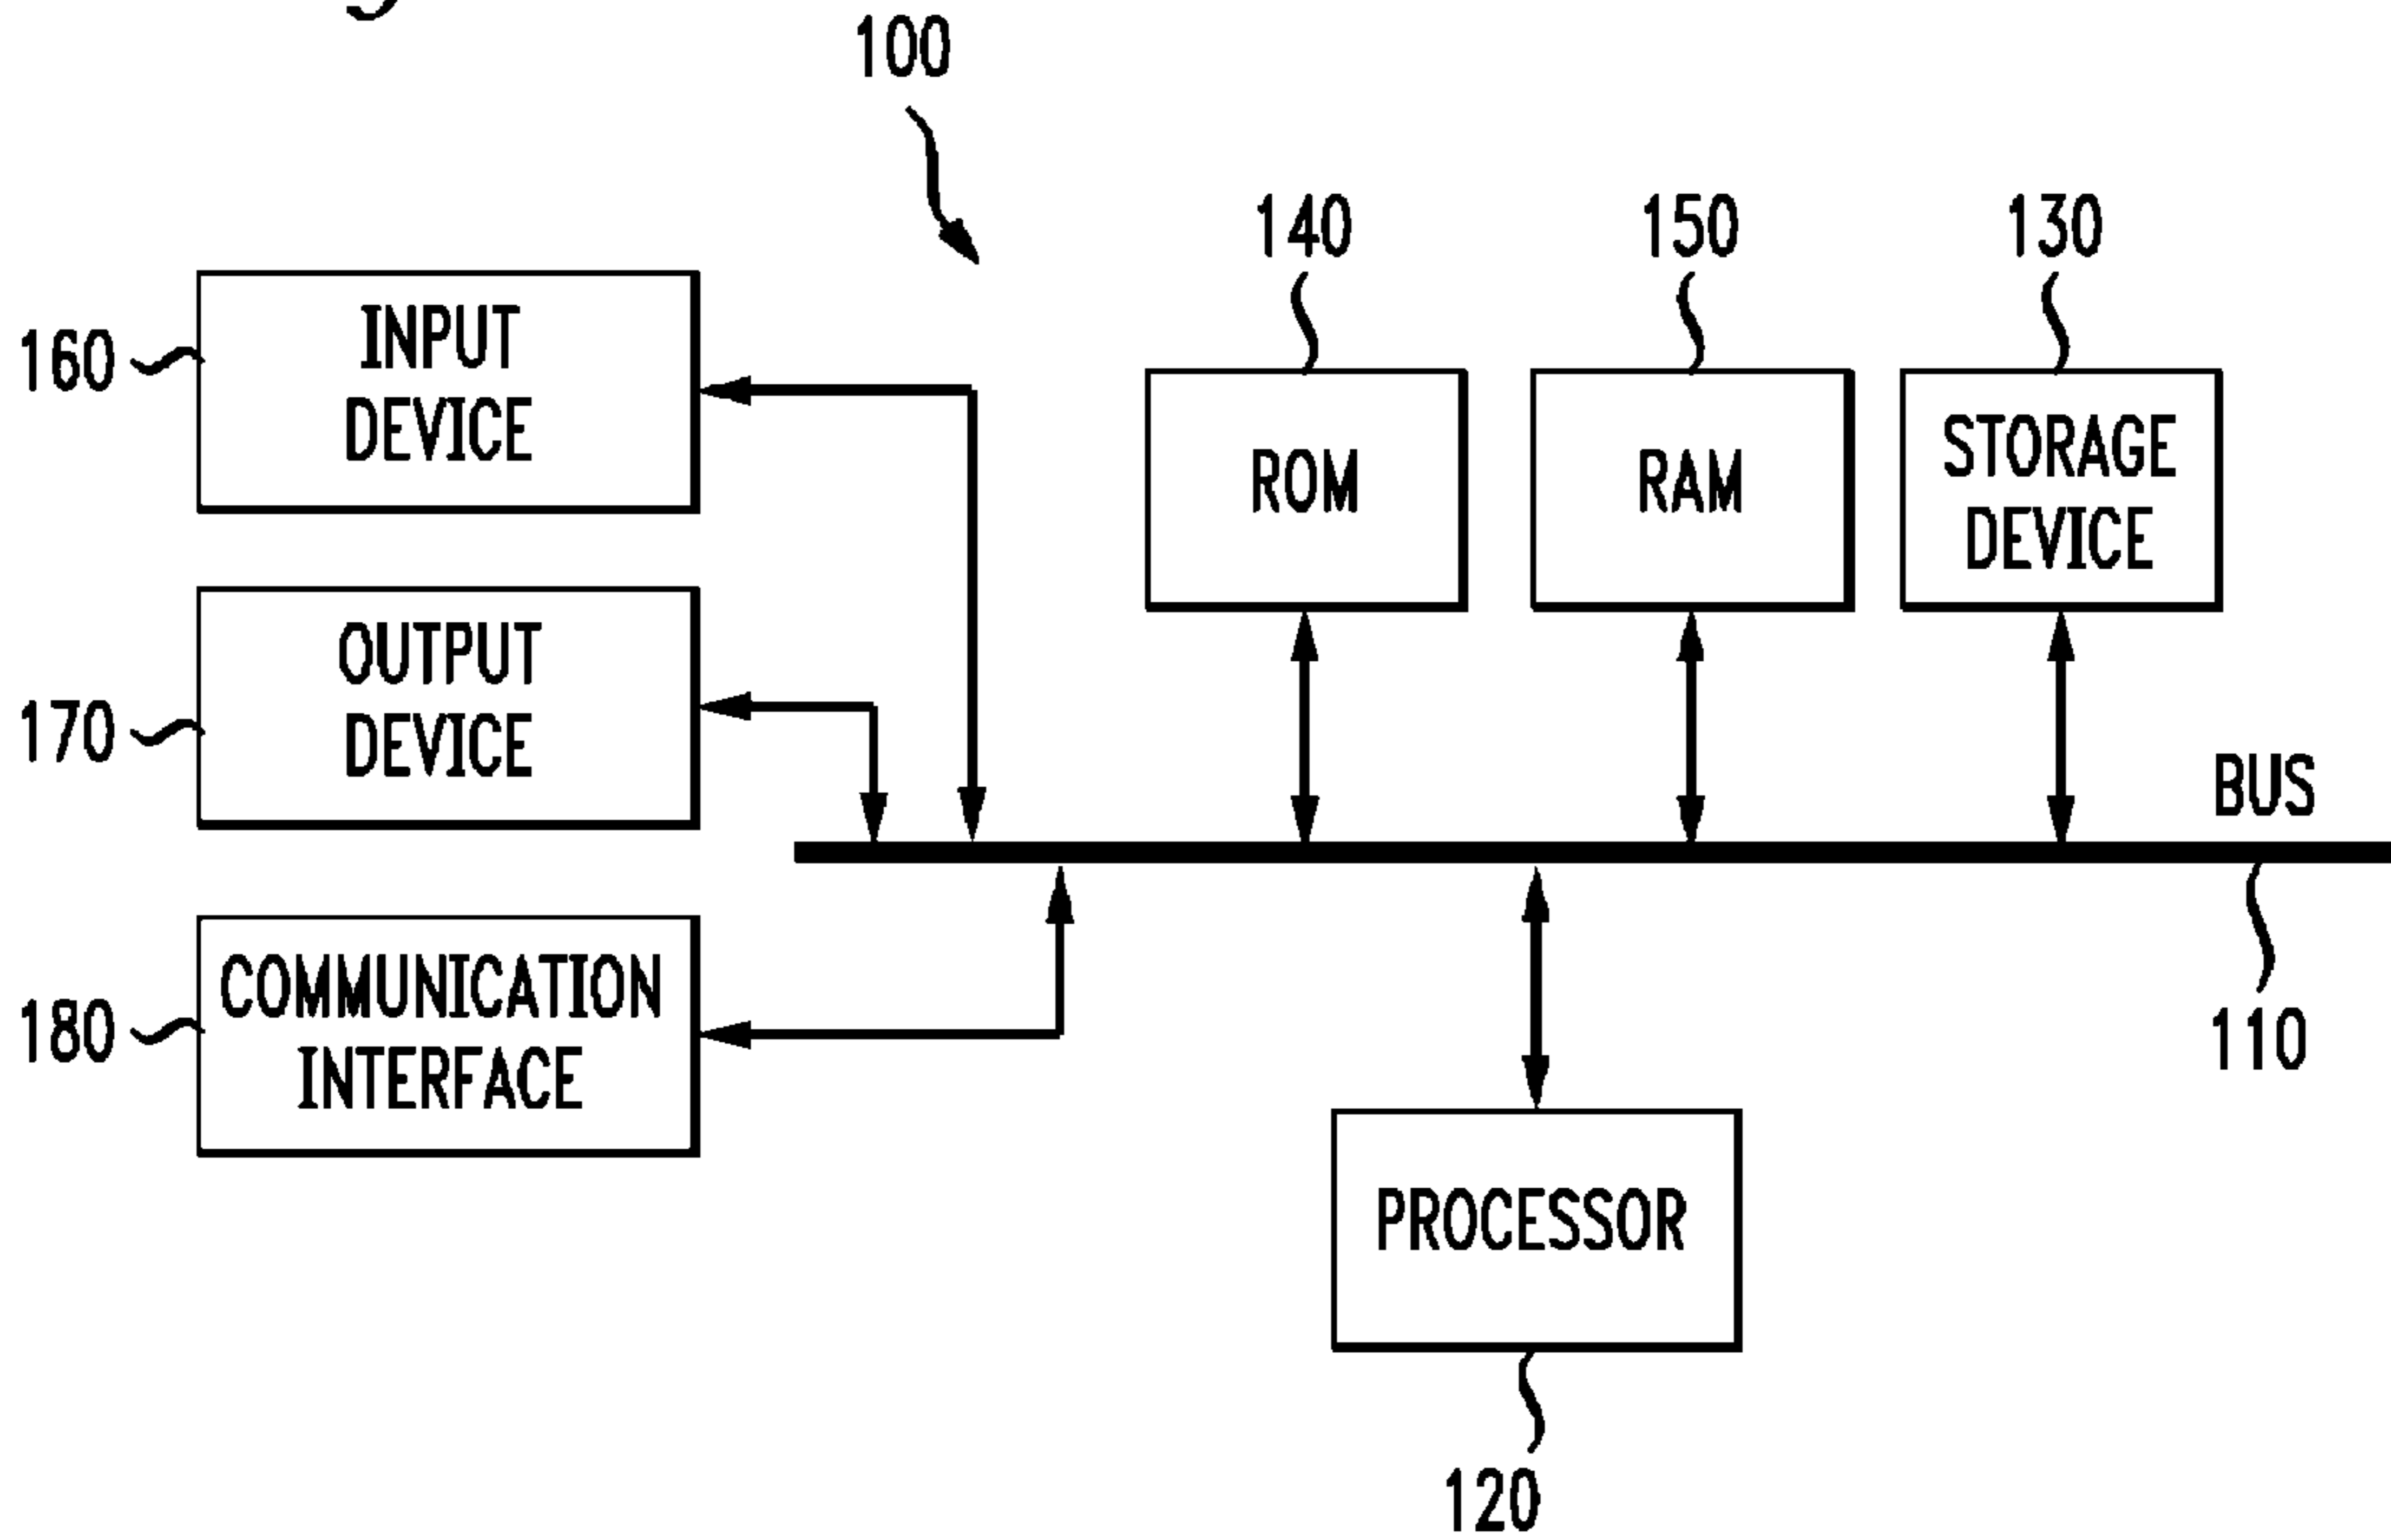 100
140
150
130
160
INPUT
DEVICE
ROM
RAM
STORAGE
DEVICE
170
OUTPUT
DEVICE
BUS
180
COMMUNICATION
INTERFACE
110
PROCESSOR
120